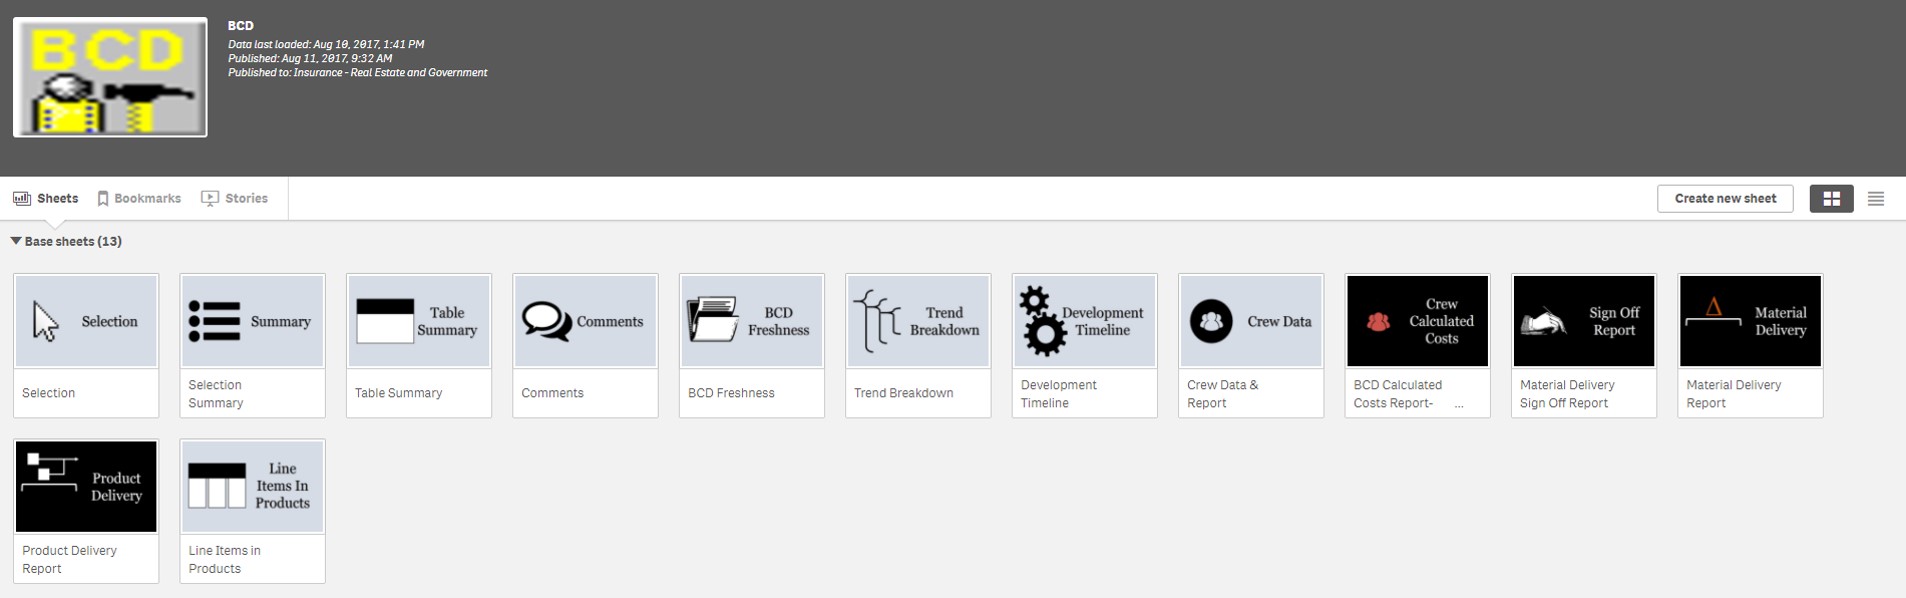 BCD
BCD
Data last loaded: Aug 10, 2017, 1:41 PM
Published: Aug 11, 2017, 9:32 AM
Published to: Insurance - Real Estate and Government
Sheets
Bookmarks
Stories
Create new sheet
Base sheets (13)
Selection
Selection
Summary
Selection
Summary
Table
Summary
Table Summary
Comments
Comments
BCD
Freshness
BCD Freshness
Trend
Breakdown
Trend Breakdown
Development
Timeline
Development
Timeline
Crew Data
Crew Data &
Report
Crew
Calculated
Costs
BCD Calculated
Costs Report- ...
Sign Off
Report
Material Delivery
Sign Off Report
Δ
Material
Delivery
Material Delivery
Report
Product
Delivery
Product Delivery
Report
Line
Items In
Products
Line Items in
Products